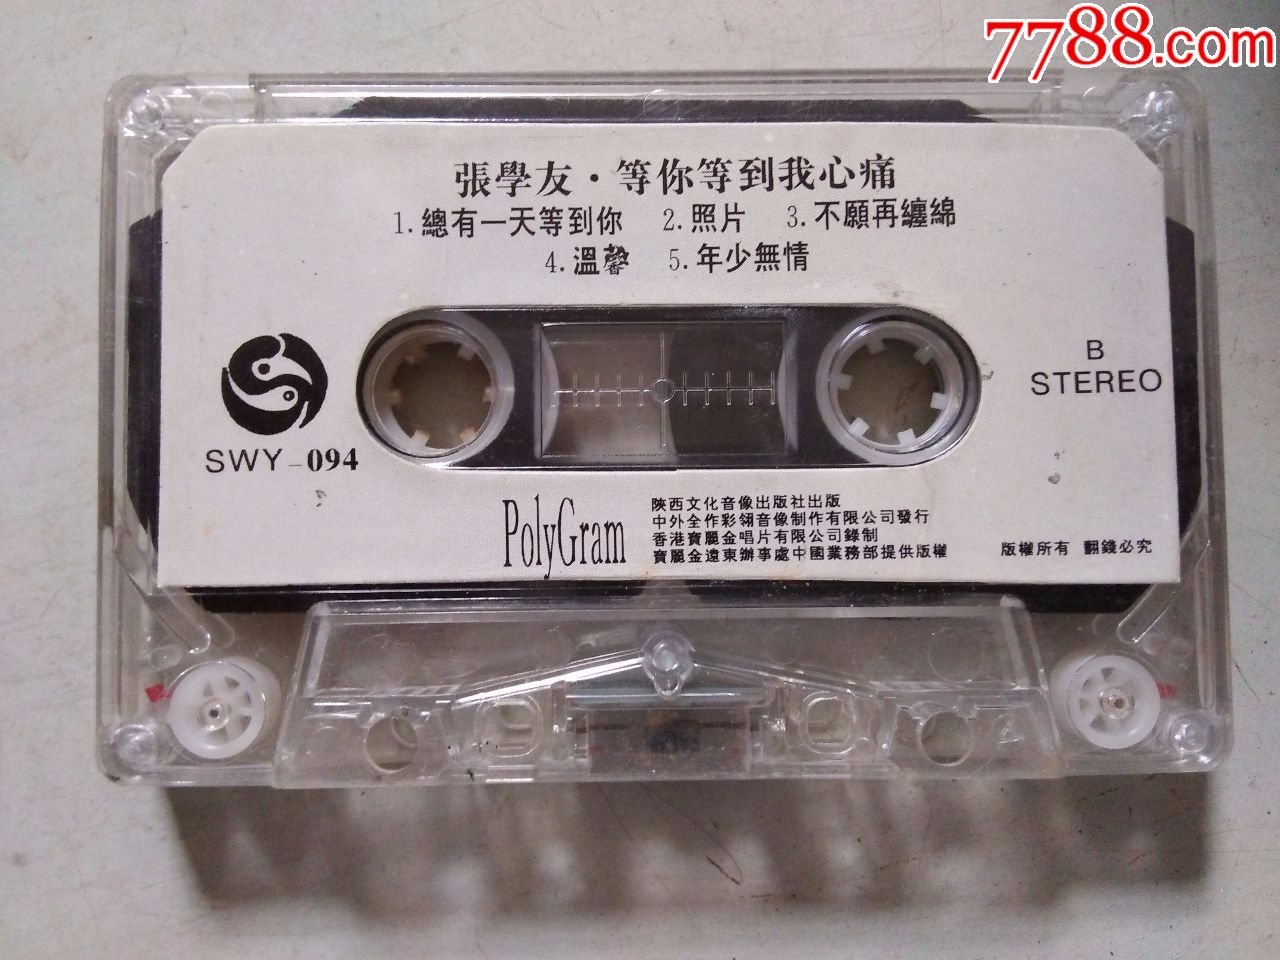 7788.com
張學友·等你等到我心痛
1.總有一天等到你 2.照片 3.不願再纏綿
4.溫馨 5.年少無情
B
STEREO
SWY-094
PolyGram
陝西文化音像出版社出版
中外全作彩翎音像制作有限公司發行
香港寶麗金唱片有限公司錄制
寶麗金遠東辦事處中國業務部提供版權
版權所有 翻錄必究